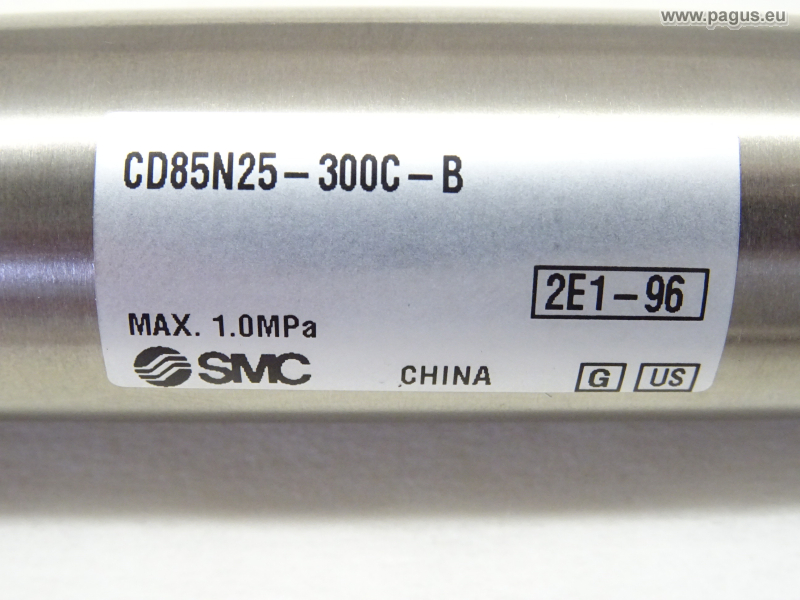 www.pagus.eu
CD85N25-300C-B
2E1-96
MAX. 1.0MPa
SMC
CHINA
G US